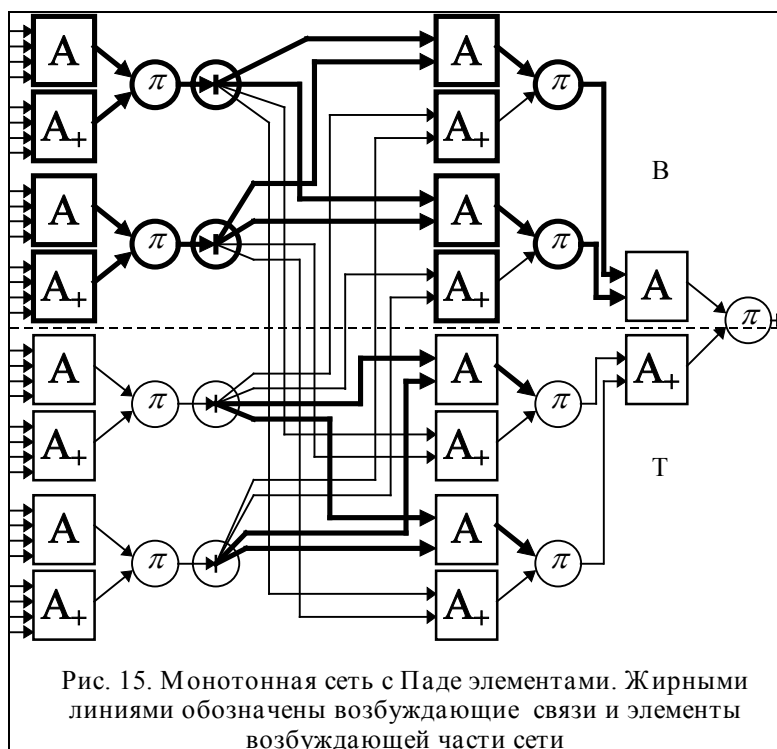 A π A π
A₊ A₊
B
A π A π
A₊ A₊ A
π
A π A A₊
π
A₊ A₊
T
A π A π
A₊ A₊
Рис. 15. Монотонная сеть с Паде элементами. Жирными
линиями обозначены возбуждающие связи и элементы
возбуждающей части сети